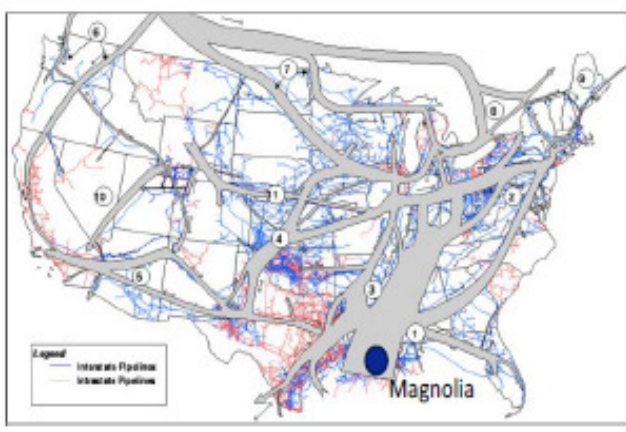 6
7
8
9
10
11
2
4
5
3
1
Legend
Interstate Pipelines
Intrastate Pipelines
Magnolia